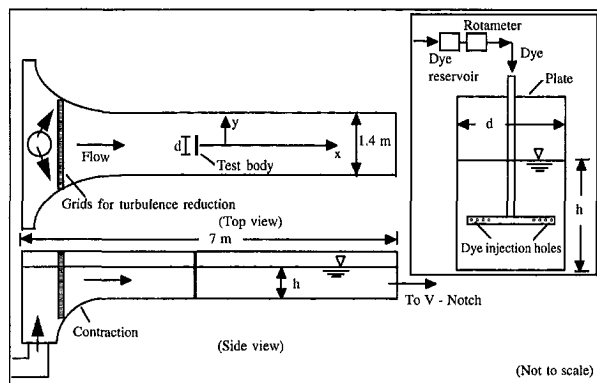 Rotameter
Dye
Dye
reservoir
Plate
d
h
Dye injection holes
y
x
d
Flow
Test body
1.4 m
Grids for turbulence reduction
(Top view)
7 m
h
To V - Notch
Contraction
(Side view)
(Not to scale)